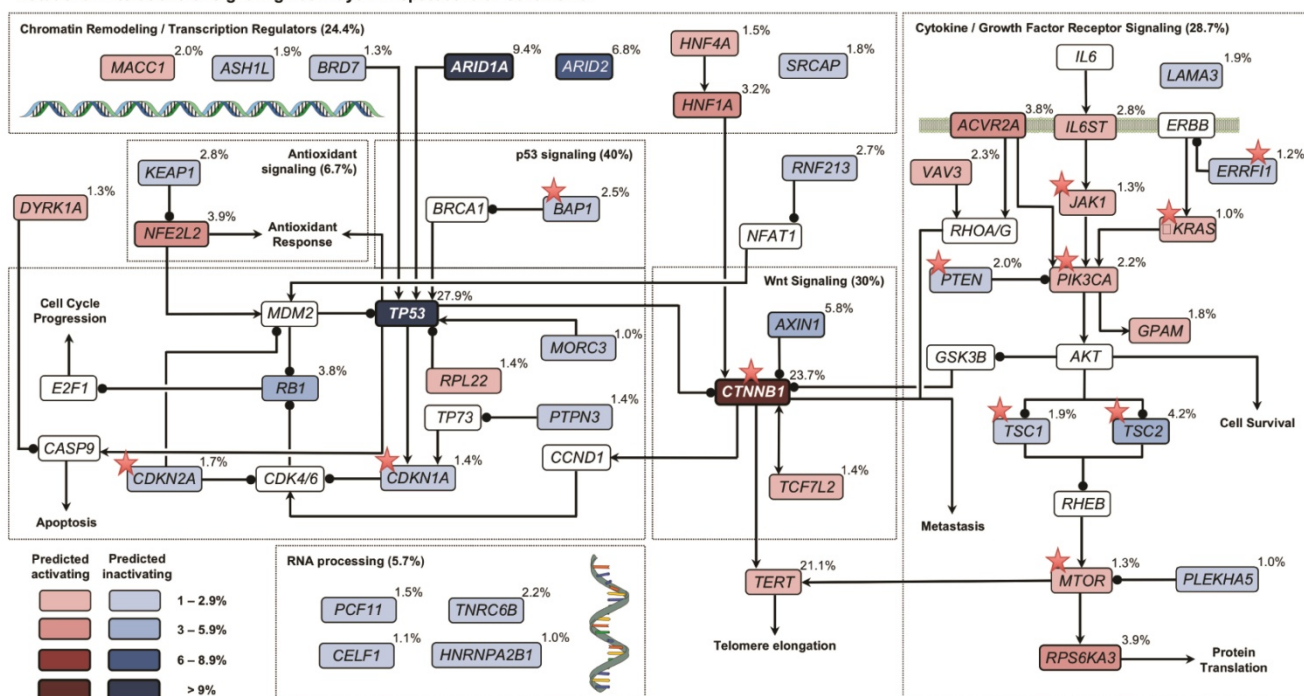 Chromatin Remodeling / Transcription Regulators (24.4%)
MACC1 2.0%
ASH1L 1.9%
BRD7 1.3%
ARID1A 9.4%
ARID2 6.8%
HNF4A 1.5%
SRCAP 1.8%
HNF1A 3.2%
Cytokine / Growth Factor Receptor Signaling (28.7%)
IL6
LAMA3 1.9%
ACVR2A 3.8%
IL6ST 2.8%
ERBB
ERRFI1 1.2%
VAV3 2.3%
JAK1 1.3%
KRAS 1.0%
RHOA/G
PTEN 2.0%
PIK3CA 2.2%
GPAM 1.8%
GSK3B
AKT
TSC1 1.9%
TSC2 4.2%
Cell Survival
RHEB
Metastasis
MTOR 1.3%
PLEKHA5 1.0%
RPS6KA3 3.9%
Protein
Translation
Antioxidant
signaling (6.7%)
KEAP1 2.8%
NFE2L2 3.9%
Antioxidant
Response
DYRK1A 1.3%
p53 signaling (40%)
BRCA1
BAP1 2.5%
RNF213 2.7%
NFAT1
Cell Cycle
Progression
MDM2
TP53 27.9%
MORC3 1.0%
E2F1
RB1 3.8%
RPL22 1.4%
TP73
PTPN3 1.4%
CASP9
CDKN2A 1.7%
CDK4/6
CDKN1A 1.4%
CCND1
Apoptosis
Wnt Signaling (30%)
AXIN1 5.8%
CTNNB1 23.7%
TCF7L2 1.4%
TERT 21.1%
Telomere elongation
RNA processing (5.7%)
PCF11 1.5%
TNRC6B 2.2%
CELF1 1.1%
HNRNPA2B1 1.0%
Predicted
activating
Predicted
inactivating
1 – 2.9%
3 – 5.9%
6 – 8.9%
> 9%